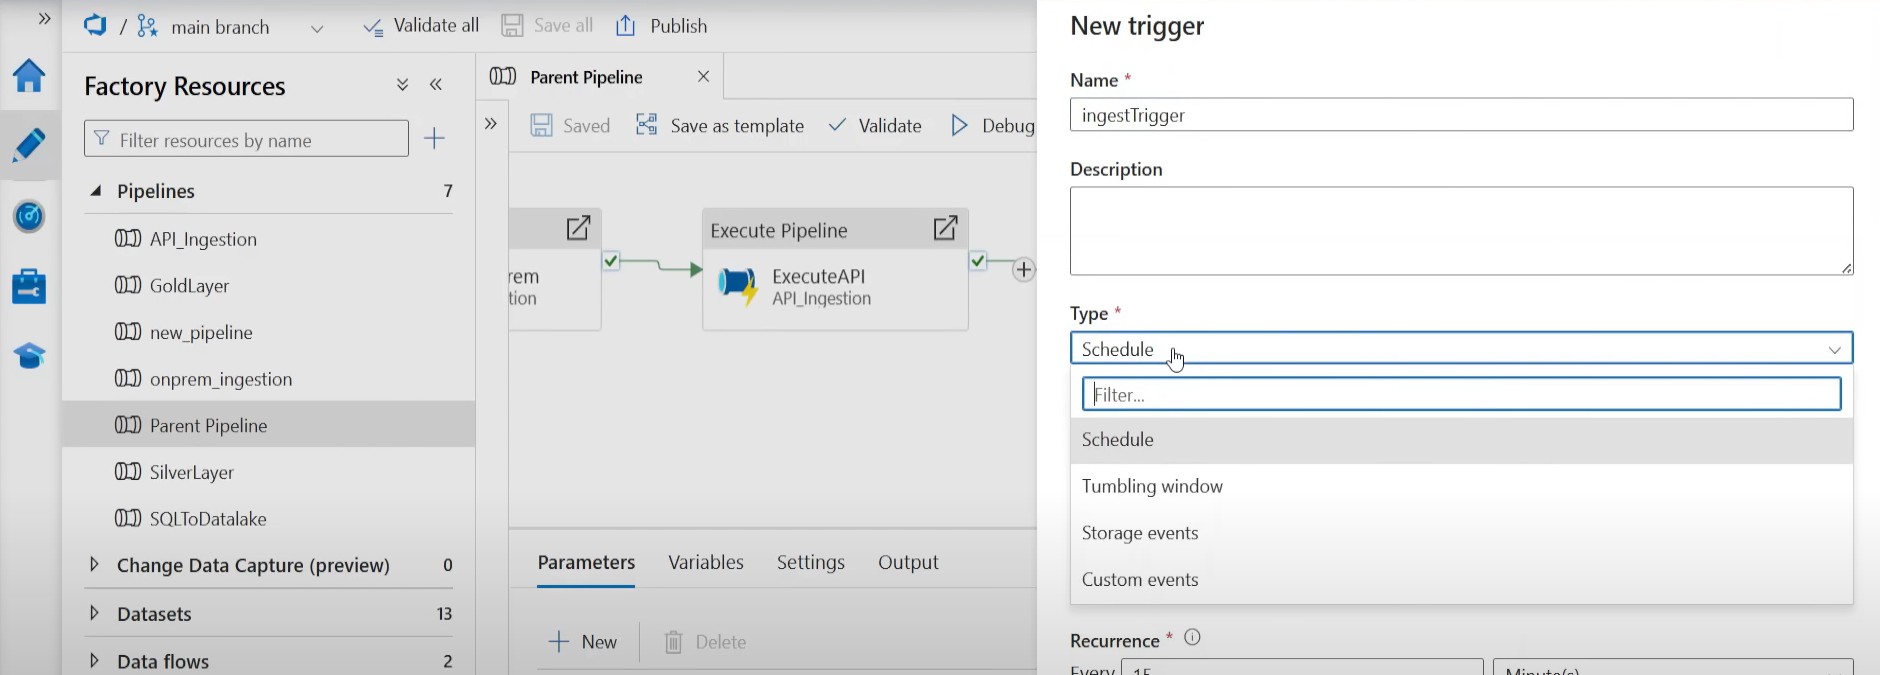 / main branch
Validate all
Save all
Publish
Factory Resources
Filter resources by name
Pipelines 7
API_Ingestion
GoldLayer
new_pipeline
onprem_ingestion
Parent Pipeline
SilverLayer
SQLToDatalake
Change Data Capture (preview) 0
Datasets 13
Data flows 2
Parent Pipeline
Saved
Save as template
Validate
Debug
rem
tion
Execute Pipeline
ExecuteAPI
API_Ingestion
Parameters Variables Settings Output
New
Delete
New trigger
Name *
ingestTrigger
Description
Type *
Schedule
Filter...
Schedule
Tumbling window
Storage events
Custom events
Recurrence *
Every 15 Minute(s)